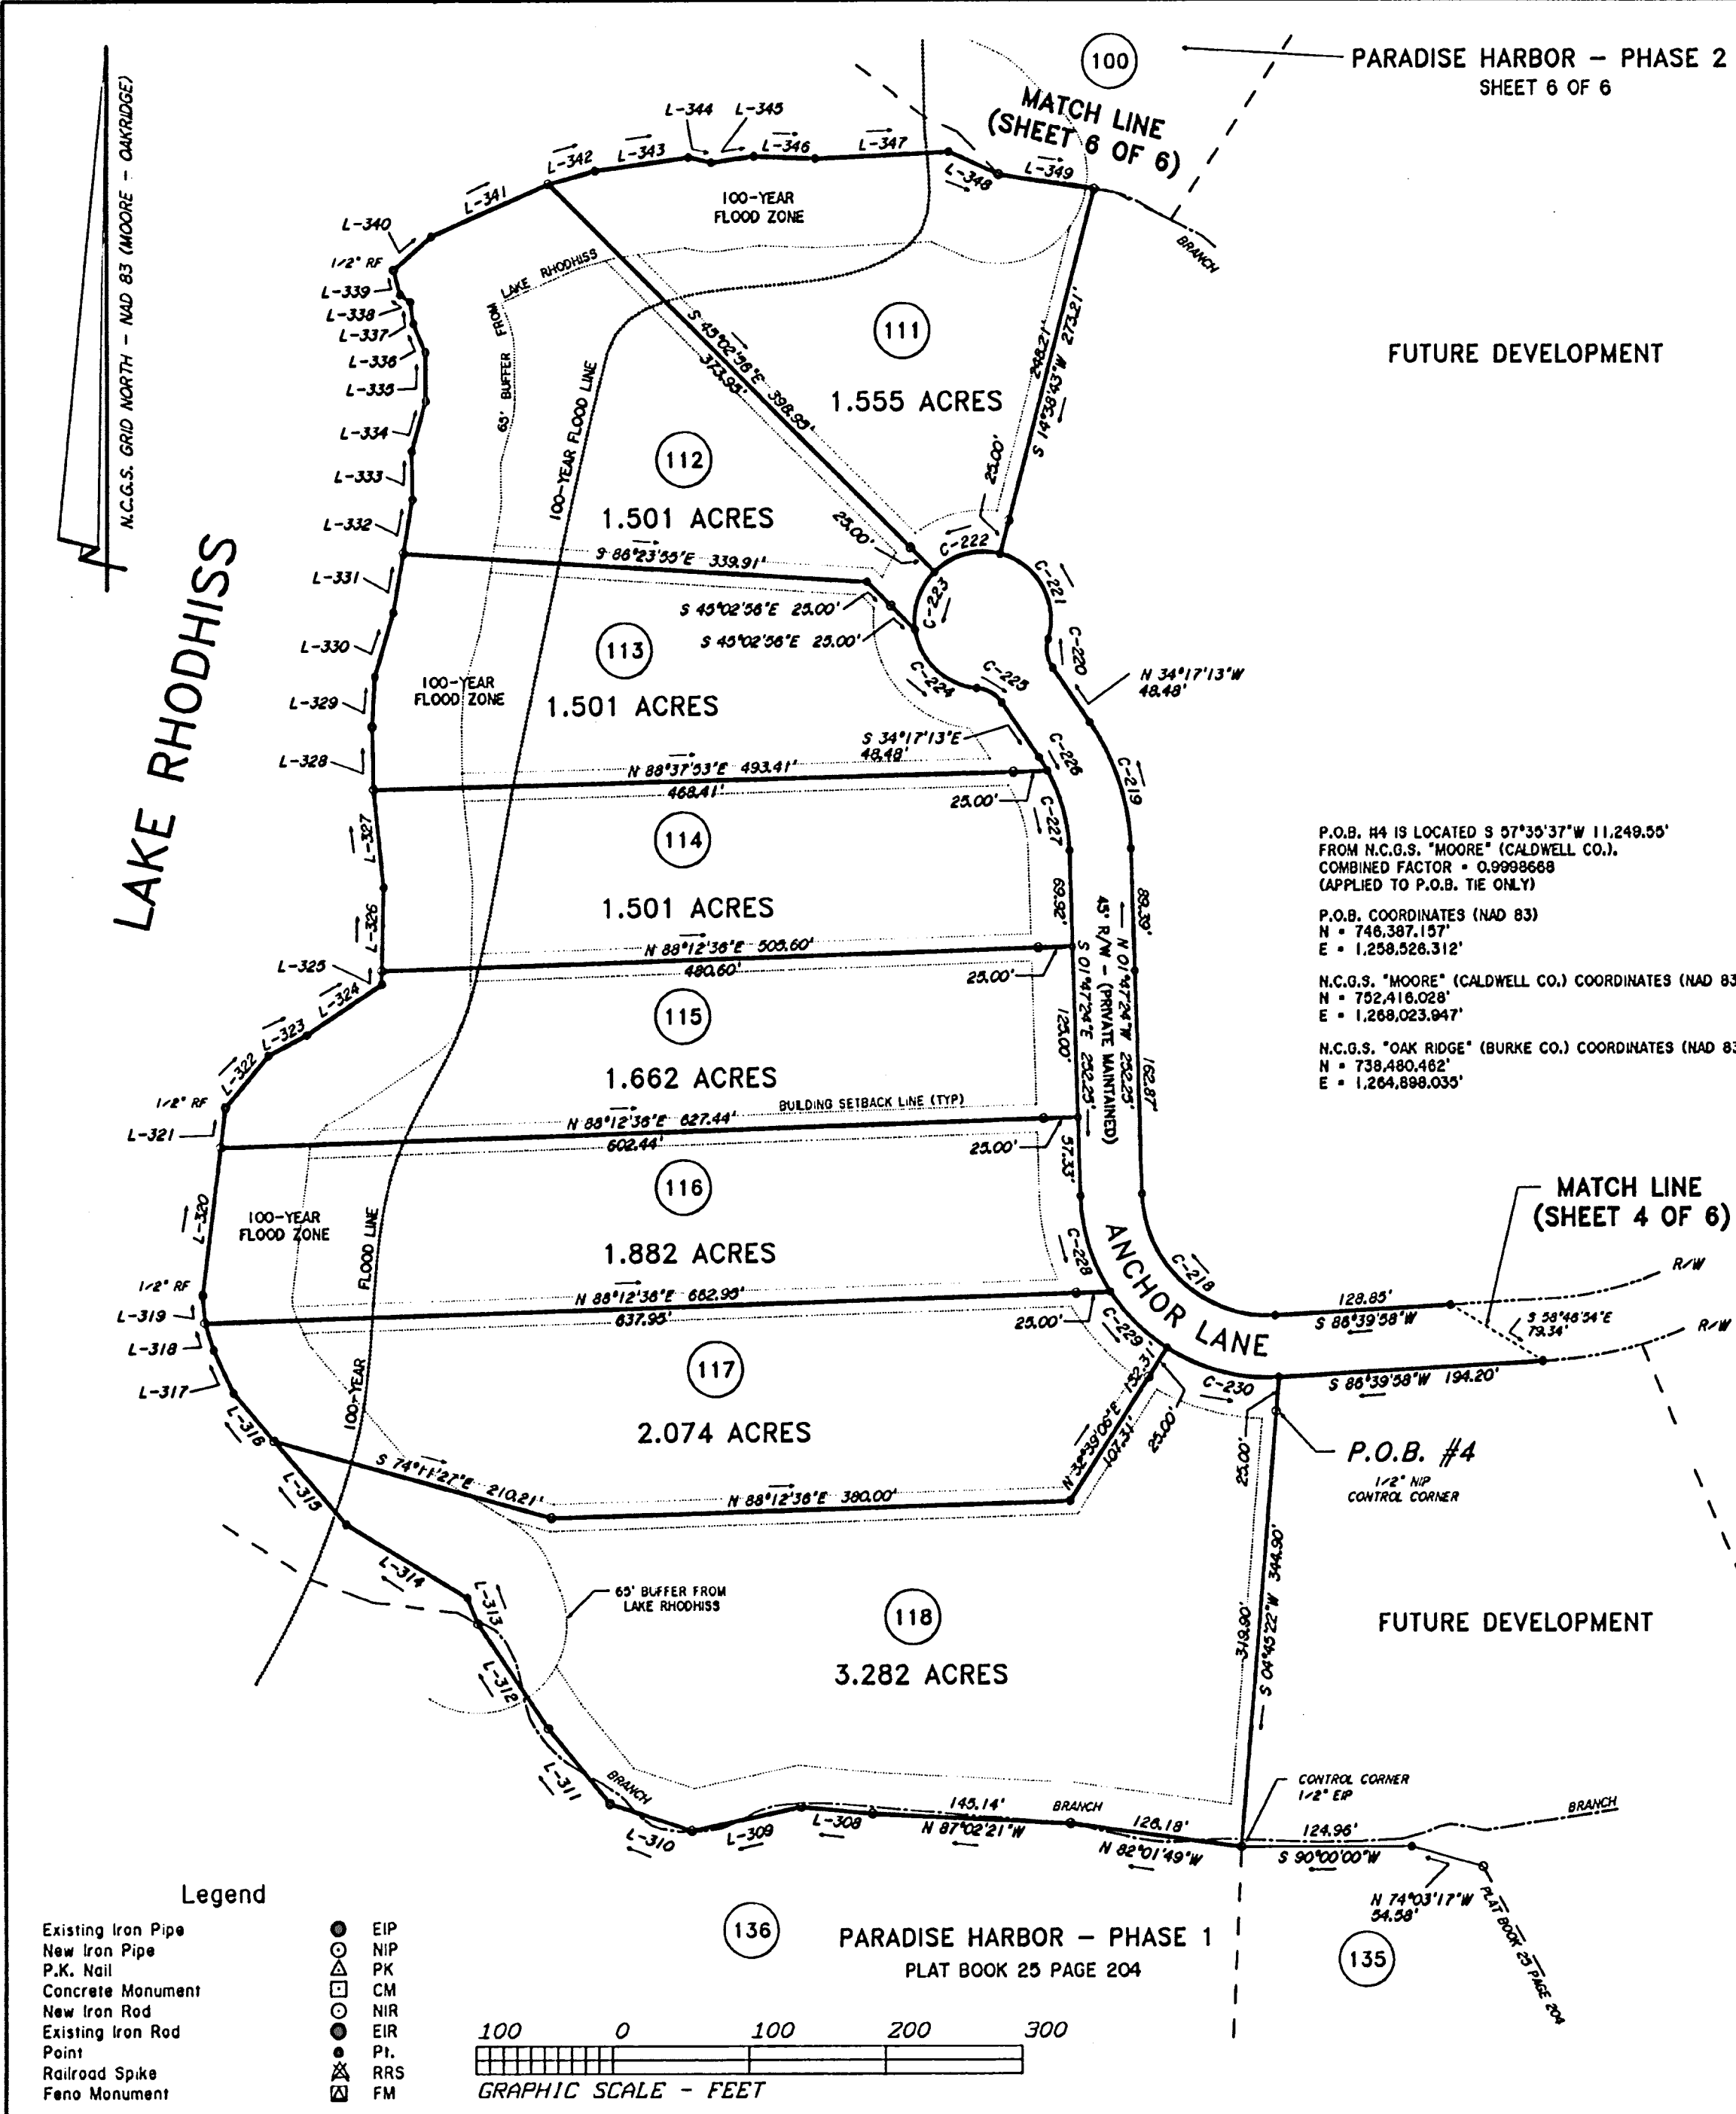 PARADISE HARBOR - PHASE 2
SHEET 6 OF 6
100
MATCH LINE
(SHEET 6 OF 6)
N.C.G.S. GRID NORTH - NAD 83 (MOORE - OAKRIDGE)
N
L-344
L-345
L-342
L-343
L-346
L-347
L-348
L-349
L-341
L-340
1/2" RF
L-339
L-338
L-337
L-336
L-335
L-334
L-333
L-332
L-331
L-330
L-329
L-328
L-327
L-326
L-325
L-324
L-323
L-322
1/2" RF
L-321
L-320
1/2" RF
L-319
L-318
L-317
L-316
L-315
L-314
L-313
L-312
L-311
L-310
L-309
L-308
100-YEAR
FLOOD ZONE
BRANCH
65' BUFFER FROM LAKE RHODHISS
100-YEAR FLOOD LINE
S 45°02'56"E 398.95'
373.95'
111
1.555 ACRES
248.21'
S 14°38'43"W 273.21'
25.00'
FUTURE DEVELOPMENT
112
1.501 ACRES
25.00'
S 86°23'55"E 339.91'
C-222
C-221
C-223
C-220
S 45°02'56"E 25.00'
S 45°02'56"E 25.00'
LAKE RHODHISS
113
1.501 ACRES
100-YEAR
FLOOD ZONE
C-224
C-225
N 34°17'13"W
48.48'
S 34°17'13"E
48.48'
C-226
C-219
C-227
N 88°37'53"E 493.41'
468.41'
25.00'
114
1.501 ACRES
69.92'
89.39'
N 88°12'36"E 505.60'
480.60'
25.00'
S 01°47'24"E 252.25'
45' R/W - (PRIVATE MAINTAINED)
N 01°47'24"W 252.25'
125.00'
162.87'
P.O.B. #4 IS LOCATED S 57°35'37"W 11,249.55'
FROM N.C.G.S. "MOORE" (CALDWELL CO.).
COMBINED FACTOR = 0.9998668
(APPLIED TO P.O.B. TIE ONLY)
P.O.B. COORDINATES (NAD 83)
N = 746,387.157'
E = 1,258,526.312'
N.C.G.S. "MOORE" (CALDWELL CO.) COORDINATES (NAD 83
N = 752,416.028'
E = 1,268,023.947'
N.C.G.S. "OAK RIDGE" (BURKE CO.) COORDINATES (NAD 83
N = 738,480.462'
E = 1,264,898.035'
115
1.662 ACRES
BUILDING SETBACK LINE (TYP)
N 88°12'36"E 627.44'
602.44'
25.00'
57.33'
116
1.882 ACRES
100-YEAR
FLOOD ZONE
100-YEAR FLOOD LINE
N 88°12'36"E 662.95'
637.95'
25.00'
C-228
C-229
C-218
C-230
ANCHOR LANE
MATCH LINE
(SHEET 4 OF 6)
R/W
R/W
128.85'
S 86°39'58"W
S 58°46'54"E
79.34'
S 86°39'58"W 194.20'
117
2.074 ACRES
N 32°39'06"E 132.31'
107.31'
25.00'
25.00'
P.O.B. #4
1/2" NIP
CONTROL CORNER
S 74°11'27"E 210.21'
N 88°12'36"E 380.00'
65' BUFFER FROM
LAKE RHODHISS
118
3.282 ACRES
319.90'
S 04°45'22"W 344.90'
FUTURE DEVELOPMENT
BRANCH
145.14'
N 87°02'21"W
BRANCH
126.18'
N 82°01'49"W
CONTROL CORNER
1/2" EIP
124.96'
S 90°00'00"W
BRANCH
N 74°03'17"W
54.58'
PLAT BOOK 25 PAGE 204
136
PARADISE HARBOR - PHASE 1
PLAT BOOK 25 PAGE 204
135
Legend
Existing Iron Pipe EIP
New Iron Pipe NIP
P.K. Nail PK
Concrete Monument CM
New Iron Rod NIR
Existing Iron Rod EIR
Point Pt.
Railroad Spike RRS
Feno Monument FM
100 0 100 200 300
GRAPHIC SCALE - FEET